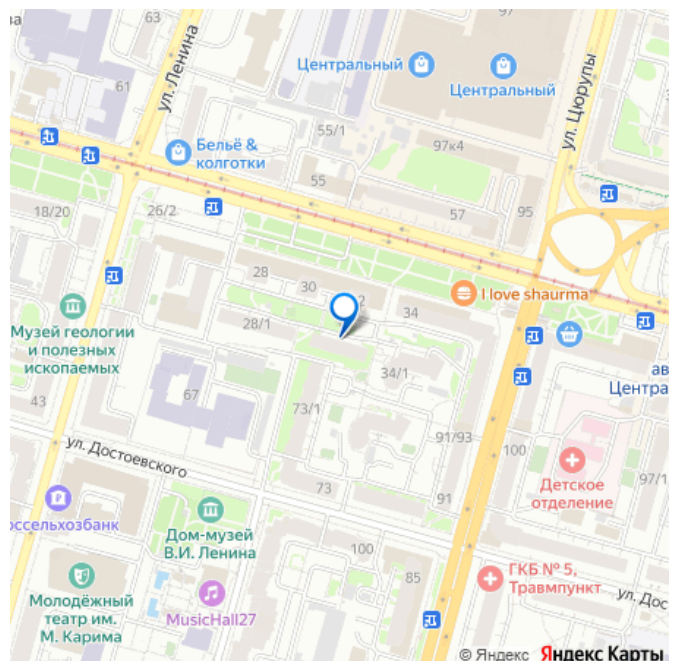 63
97
ул. Ленина
61
Центральный
Центральный
ул. Цюрупы
55/1
Бельё &
колготки
97к4
55
57
95
18/20
26/2
28
30
34
I love shaurma
28/1
Музей геологии
и полезных
ископаемых
67
34/1
ав
Центра
43
73/1
91/93
100
ул. Достоевского
Детское
отделение
97/1
73
91
оссельхозбанк
Дом-музей
В.И. Ленина
100
85
ГКБ № 5,
Травмпункт
ул. Дос
Молодёжный
театр им.
М. Карима
MusicHall27
© Яндекс Яндекс Карты